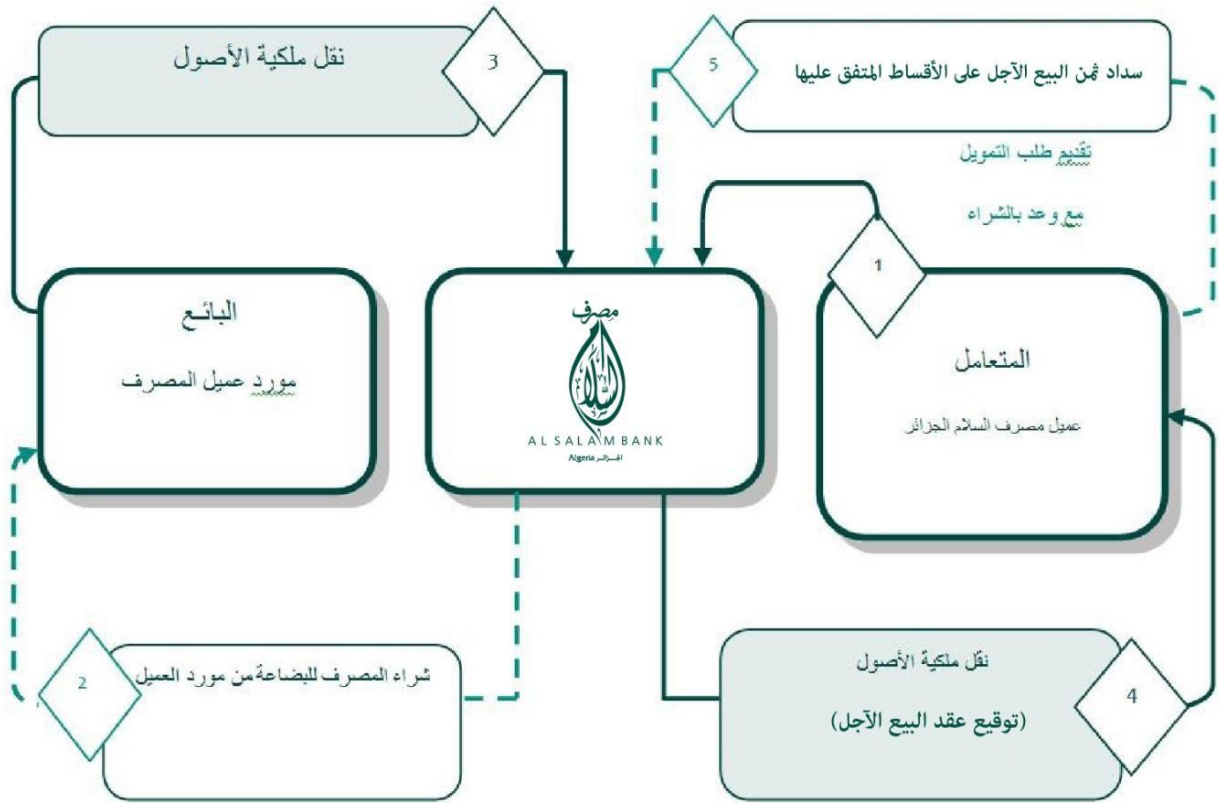 نقل ملكية الأصول
3
5
سداد ثمن البيع الآجل على الأقساط المتفق عليها
تقديم طلب التمويل
مع وعد بالشراء
1
البائع
مورد عميل المصرف
مصرف
السلام
AL SALAM BANK
Algeria الجزائر
المتعامل
عميل مصرف السلام الجزائر
2
شراء المصرف للبضاعة من مورد العميل
نقل ملكية الأصول
(توقيع عقد البيع الآجل)
4